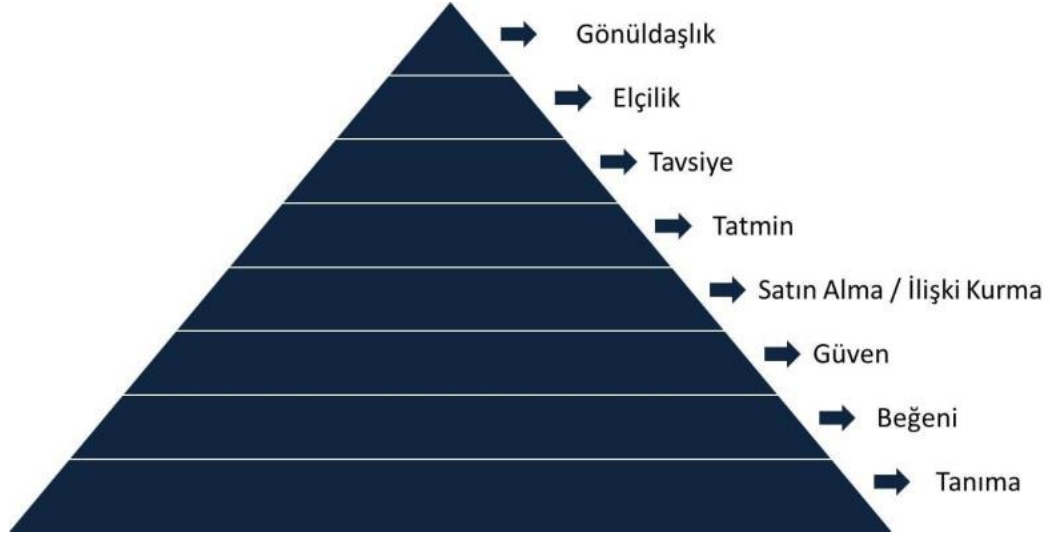 Gönüldaşlık
Elçilik
Tavsiye
Tatmin
Satın Alma / İlişki Kurma
Güven
Beğeni
Tanıma